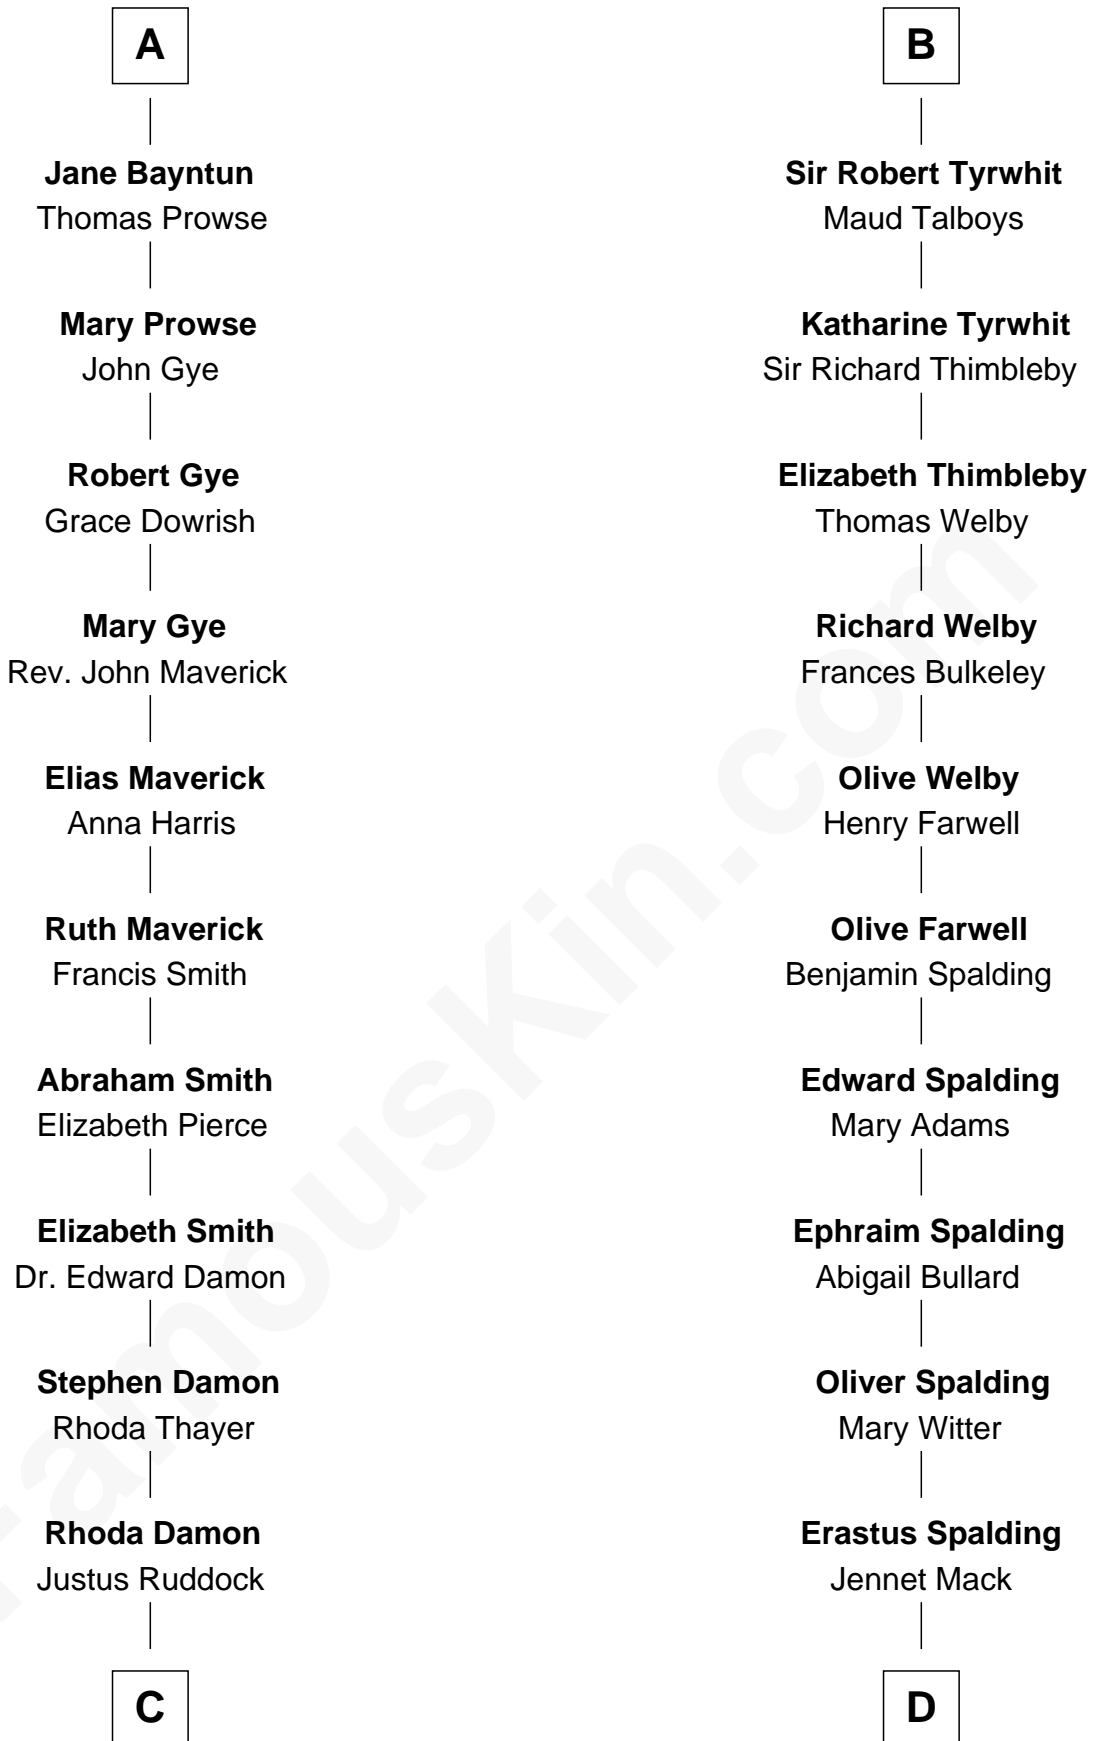 A
Jane Bayntun
Thomas Prowse
Mary Prowse
John Gye
Robert Gye
Grace Dowrish
Mary Gye
Rev. John Maverick
Elias Maverick
Anna Harris
Ruth Maverick
Francis Smith
Abraham Smith
Elizabeth Pierce
Elizabeth Smith
Dr. Edward Damon
Stephen Damon
Rhoda Thayer
Rhoda Damon
Justus Ruddock
C
B
Sir Robert Tyrwhit
Maud Talboys
Katharine Tyrwhit
Sir Richard Thimbleby
Elizabeth Thimbleby
Thomas Welby
Richard Welby
Frances Bulkeley
Olive Welby
Henry Farwell
Olive Farwell
Benjamin Spalding
Edward Spalding
Mary Adams
Ephraim Spalding
Abigail Bullard
Oliver Spalding
Mary Witter
Erastus Spalding
Jennet Mack
D
FamousKin.com